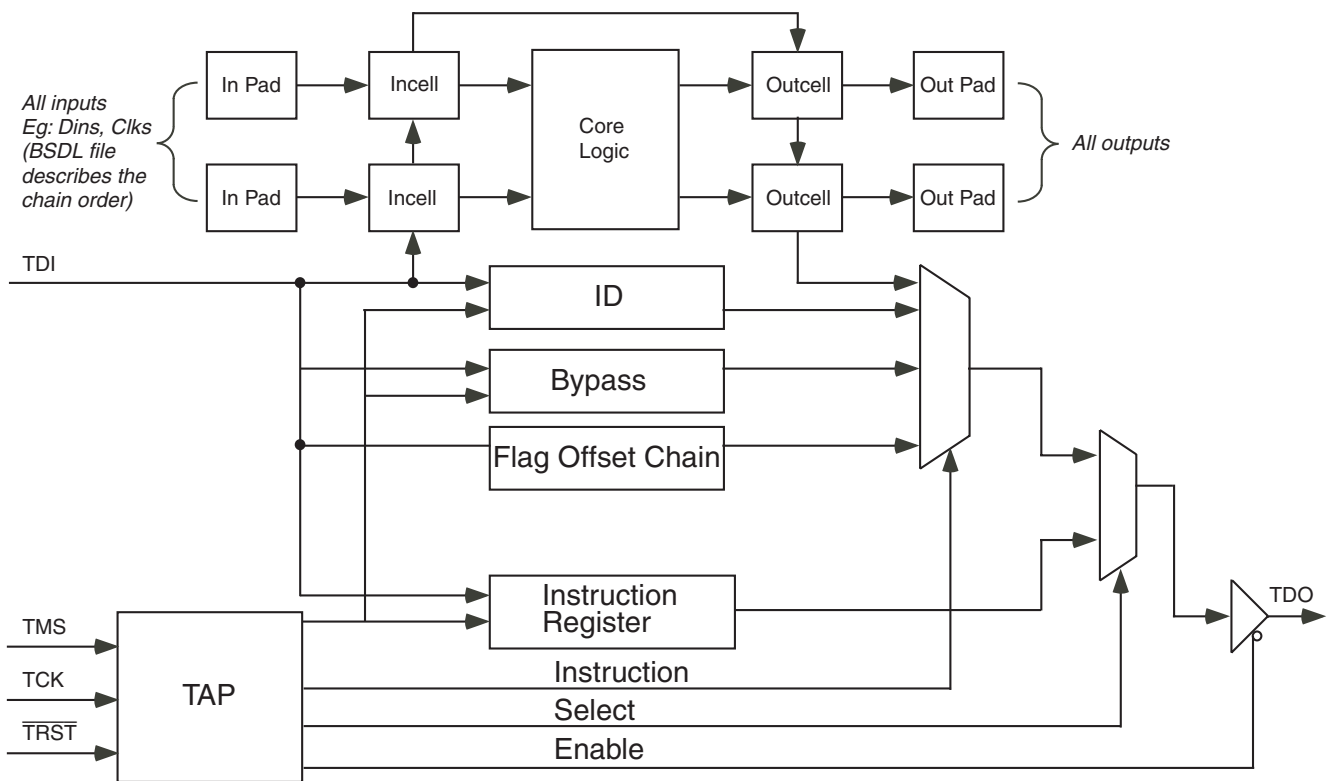 All inputs
Eg: Dins, Clks
(BSDL file
describes the
chain order)
In Pad
Incell
Core
Logic
Outcell
Out Pad
In Pad
Incell
Outcell
Out Pad
All outputs
TDI
ID
Bypass
Flag Offset Chain
Instruction
Register
TMS
TCK
TRST
TAP
Instruction
Select
Enable
TDO